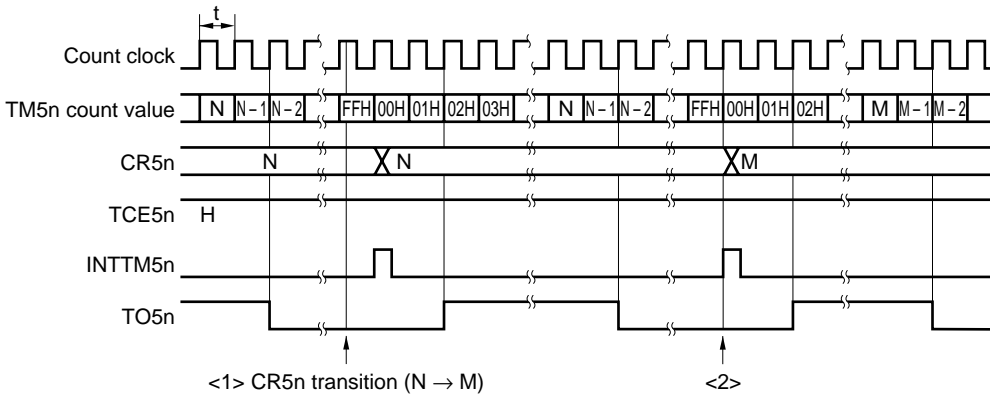 t
Count clock
TM5n count value N N – 1 N – 2 FFH 00H 01H 02H 03H N N – 1 N – 2 FFH 00H 01H 02H M M – 1 M – 2
CR5n N N M
TCE5n H
INTTM5n
TO5n
<1> CR5n transition (N → M) <2>